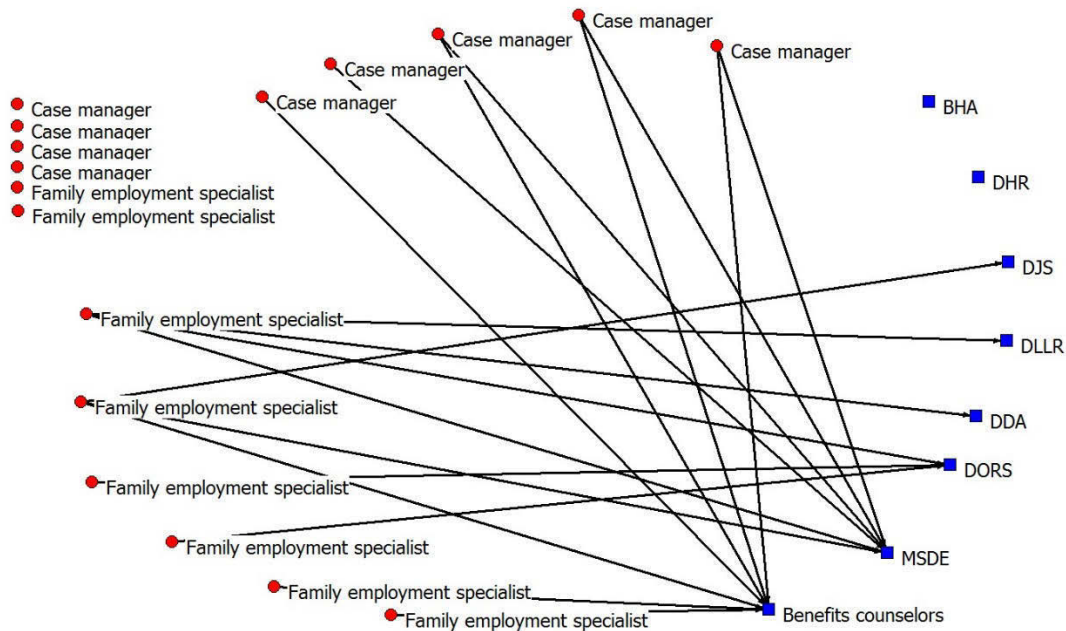 Case manager
Case manager
Case manager
Case manager
Case manager
BHA
Case manager
Case manager
Case manager
Case manager
Family employment specialist
Family employment specialist
DHR
DJS
Family employment specialist
DLLR
Family employment specialist
DDA
DORS
Family employment specialist
Family employment specialist
MSDE
Family employment specialist
Family employment specialist
Benefits counselors